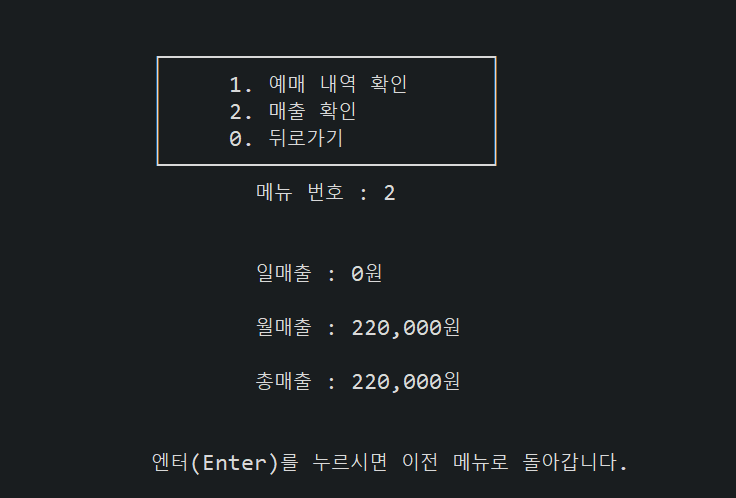 1. 예매 내역 확인
2. 매출 확인
0. 뒤로가기
메뉴 번호 : 2
일매출 : 0원
월매출 : 220,000원
총매출 : 220,000원
엔터(Enter)를 누르시면 이전 메뉴로 돌아갑니다.